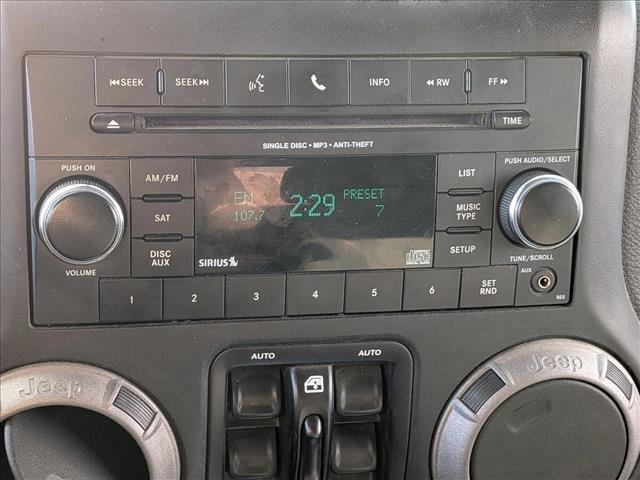 SEEK SEEK INFO RW FF
TIME
SINGLE DISC • MP3 • ANTI-THEFT
PUSH ON
AM/FM
SAT
DISC
AUX
VOLUME
FM 2:29 PRESET
107.7 7
SIRIUS
disc
LIST
MUSIC
TYPE
SETUP
PUSH AUDIO/SELECT
TUNE/SCROLL
AUX
RES
1 2 3 4 5 6 SET
RND
AUTO AUTO
Jeep Jeep